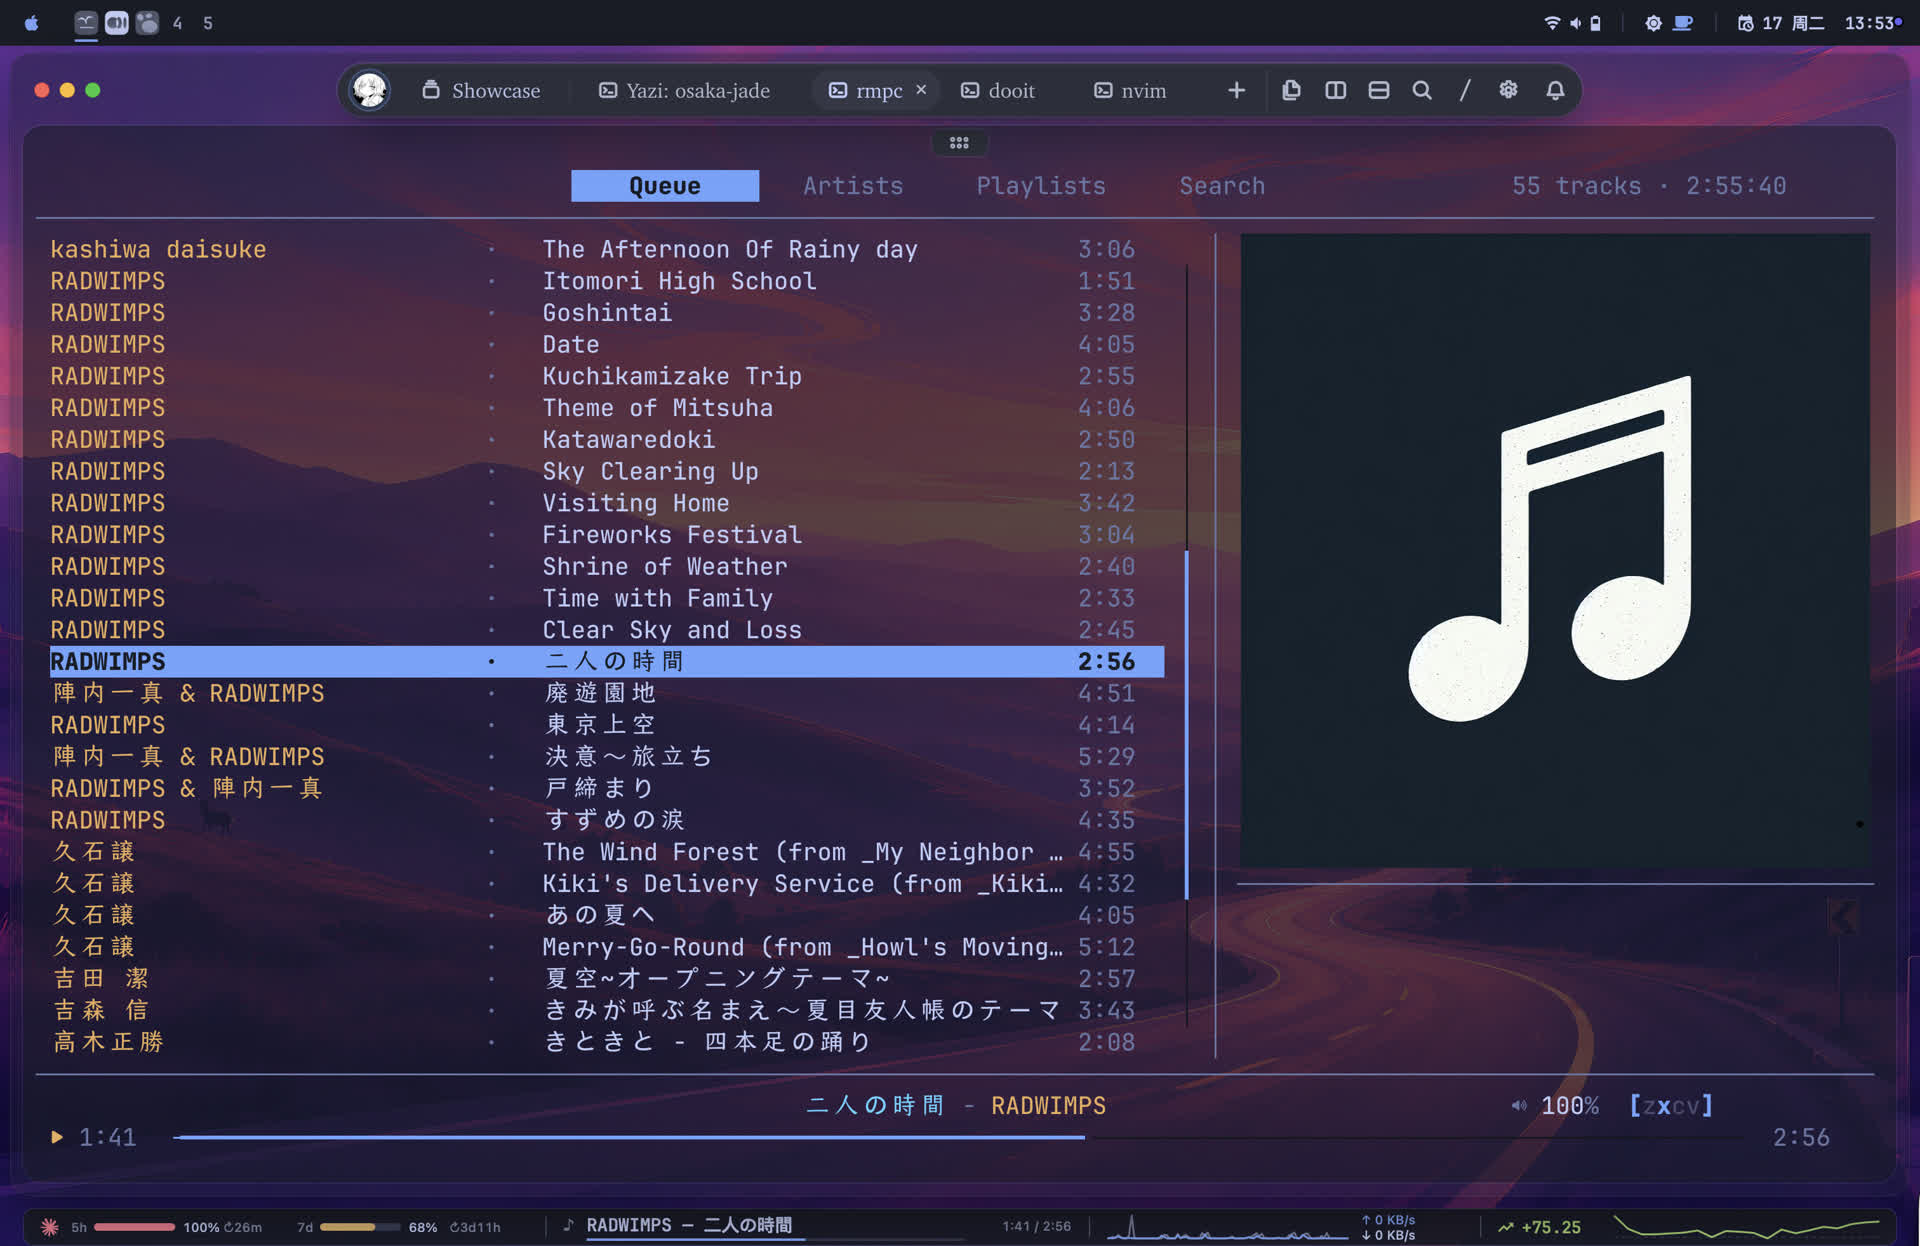 4 5 17 周二 13:53
Showcase Yazi: osaka-jade rmpc × dooit nvim
Queue Artists Playlists Search 55 tracks · 2:55:40
kashiwa daisuke · The Afternoon Of Rainy day 3:06
RADWIMPS · Itomori High School 1:51
RADWIMPS · Goshintai 3:28
RADWIMPS · Date 4:05
RADWIMPS · Kuchikamizake Trip 2:55
RADWIMPS · Theme of Mitsuha 4:06
RADWIMPS · Katawaredoki 2:50
RADWIMPS · Sky Clearing Up 2:13
RADWIMPS · Visiting Home 3:42
RADWIMPS · Fireworks Festival 3:04
RADWIMPS · Shrine of Weather 2:40
RADWIMPS · Time with Family 2:33
RADWIMPS · Clear Sky and Loss 2:45
RADWIMPS · 二人の時間 2:56
陣内一真 & RADWIMPS · 廃遊園地 4:51
RADWIMPS · 東京上空 4:14
陣内一真 & RADWIMPS · 決意～旅立ち 5:29
RADWIMPS & 陣内一真 · 戸締まり 3:52
RADWIMPS · すずめの涙 4:35
久石譲 · The Wind Forest (from _My Neighbor … 4:55
久石譲 · Kiki's Delivery Service (from _Kiki… 4:32
久石譲 · あの夏へ 4:05
久石譲 · Merry-Go-Round (from _Howl's Moving… 5:12
吉田 潔 · 夏空~オープニングテーマ~ 2:57
吉森 信 · きみが呼ぶ名まえ～夏目友人帳のテーマ 3:43
高木正勝 · きときと - 四本足の踊り 2:08
二人の時間 - RADWIMPS 100% [zxcv]
1:41 2:56
5h 100% 26m 7d 68% 3d11h RADWIMPS – 二人の時間 1:41 / 2:56 ↑ 0 KB/s ↓ 0 KB/s +75.25